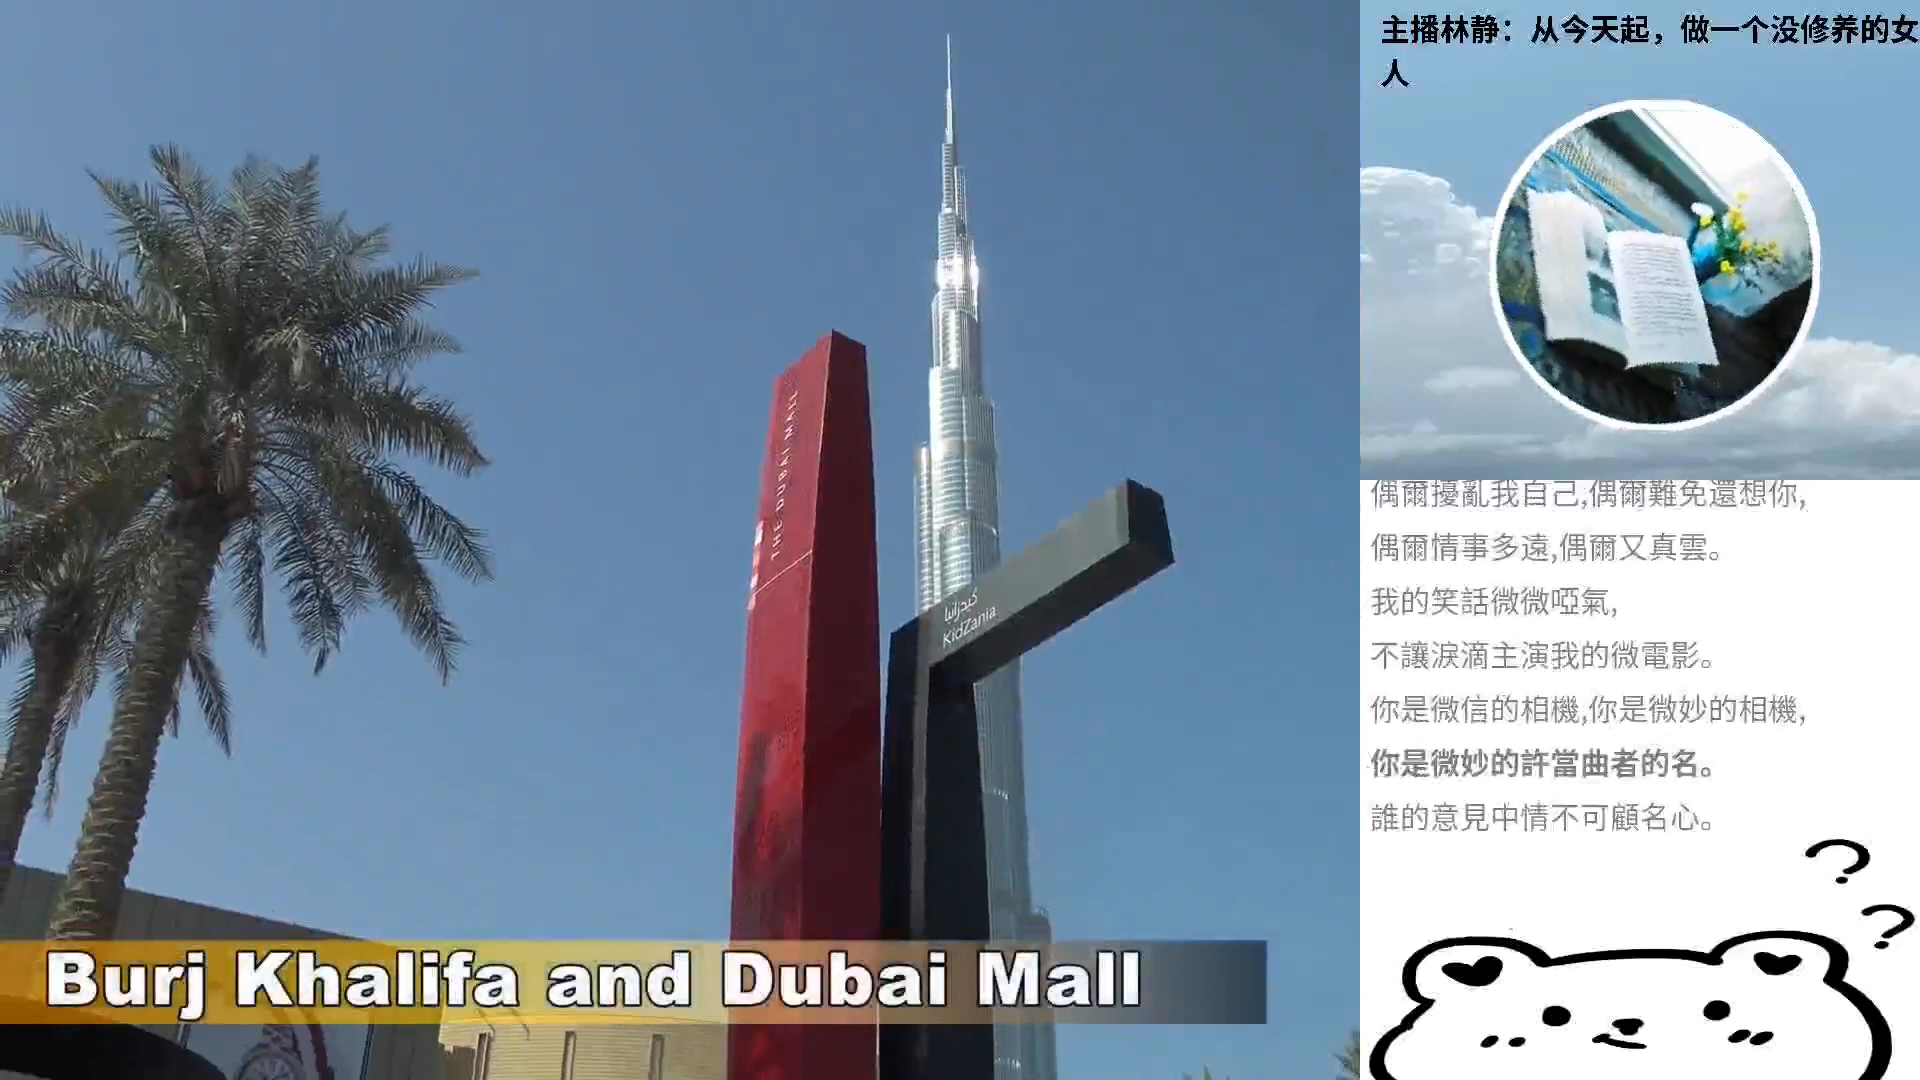 THE DUBAI MALL
كيدزانيا
KidZania
Burj Khalifa and Dubai Mall
主播林静：从今天起，做一个没修养的女
人
偶爾擾亂我自己,偶爾難免還想你,
偶爾情事多遠,偶爾又真雲。
我的笑話微微啞氣,
不讓淚滴主演我的微電影。
你是微信的相機,你是微妙的相機,
你是微妙的許當曲者的名。
誰的意見中情不可顧名心。